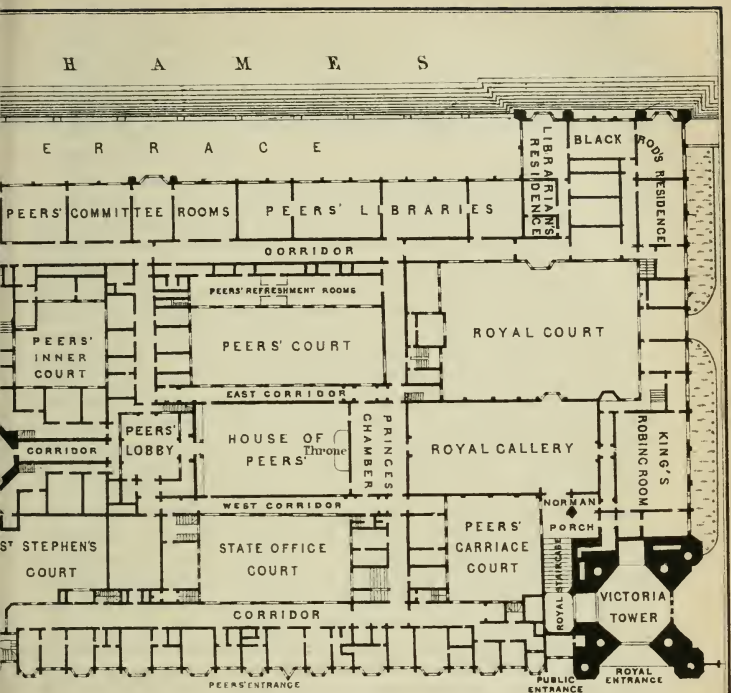 HAMES
ERRACE
LIBRARIAN'S
RESIDENCE
BLACK ROD'S RESIDENCE
PEERS' COMMITTEE ROOMS
PEERS' LIBRARIES
CORRIDOR
PEERS' REFRESHMENT ROOMS
PEERS'
INNER
COURT
PEERS' COURT
ROYAL COURT
EAST CORRIDOR
PEERS'
LOBBY
CORRIDOR
HOUSE OF
PEERS'
Throne
PRINCES
CHAMBER
ROYAL GALLERY
KING'S
ROBING ROOM
WEST CORRIDOR
NORMAN
PORCH
ST STEPHEN'S
COURT
STATE OFFICE
COURT
PEERS'
CARRIAGE
COURT
ROYAL STAIRCASE
VICTORIA
TOWER
CORRIDOR
PEERS' ENTRANCE
PUBLIC
ENTRANCE
ROYAL
ENTRANCE